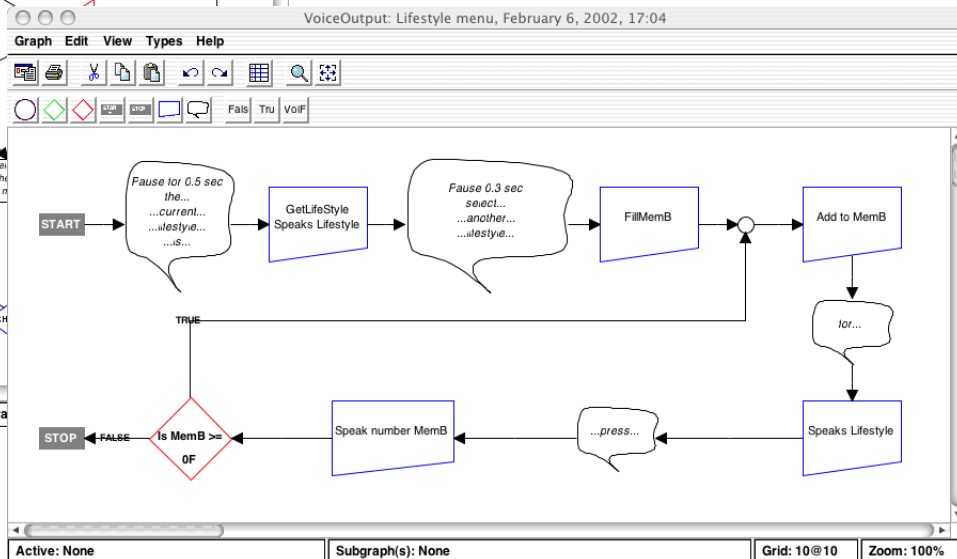 VoiceOutput: Lifestyle menu, February 6, 2002, 17:04
Graph Edit View Types Help
START
STOP
Fals Tru VolF
START
Pause for 0.5 sec
the...
...current...
...lifestyle...
...is...
GetLifeStyle
Speaks Lifestyle
Pause 0.3 sec
select...
...another...
...lifestyle...
FillMemB
Add to MemB
for...
TRUE
STOP
FALSE
Is MemB >=
0F
Speak number MemB
...press...
Speaks Lifestyle
Active: None
Subgraph(s): None
Grid: 10@10
Zoom: 100%